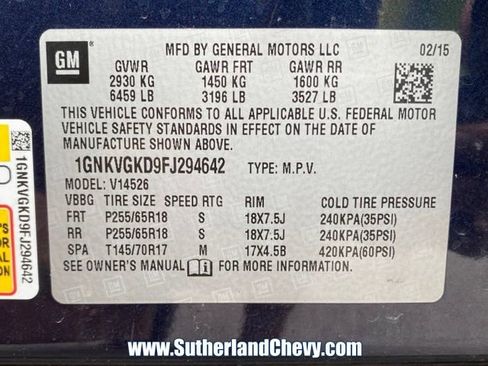 GM
MFD BY GENERAL MOTORS LLC 02/15
GVWR GAWR FRT GAWR RR
2930 KG 1450 KG 1600 KG
6459 LB 3196 LB 3527 LB
THIS VEHICLE CONFORMS TO ALL APPLICABLE U.S. FEDERAL MOTOR
VEHICLE SAFETY STANDARDS IN EFFECT ON THE DATE OF
MANUFACTURE SHOWN ABOVE.
1GNKVGKD9FJ294642 TYPE: M.P.V.
MODEL: V14526
VBBG TIRE SIZE SPEED RTG RIM COLD TIRE PRESSURE
FRT P255/65R18 S 18X7.5J 240KPA(35PSI)
RR P255/65R18 S 18X7.5J 240KPA(35PSI)
SPA T145/70R17 M 17X4.5B 420KPA(60PSI)
SEE OWNER'S MANUAL
1GNKVGKD9FJ294642
www.SutherlandChevy.com